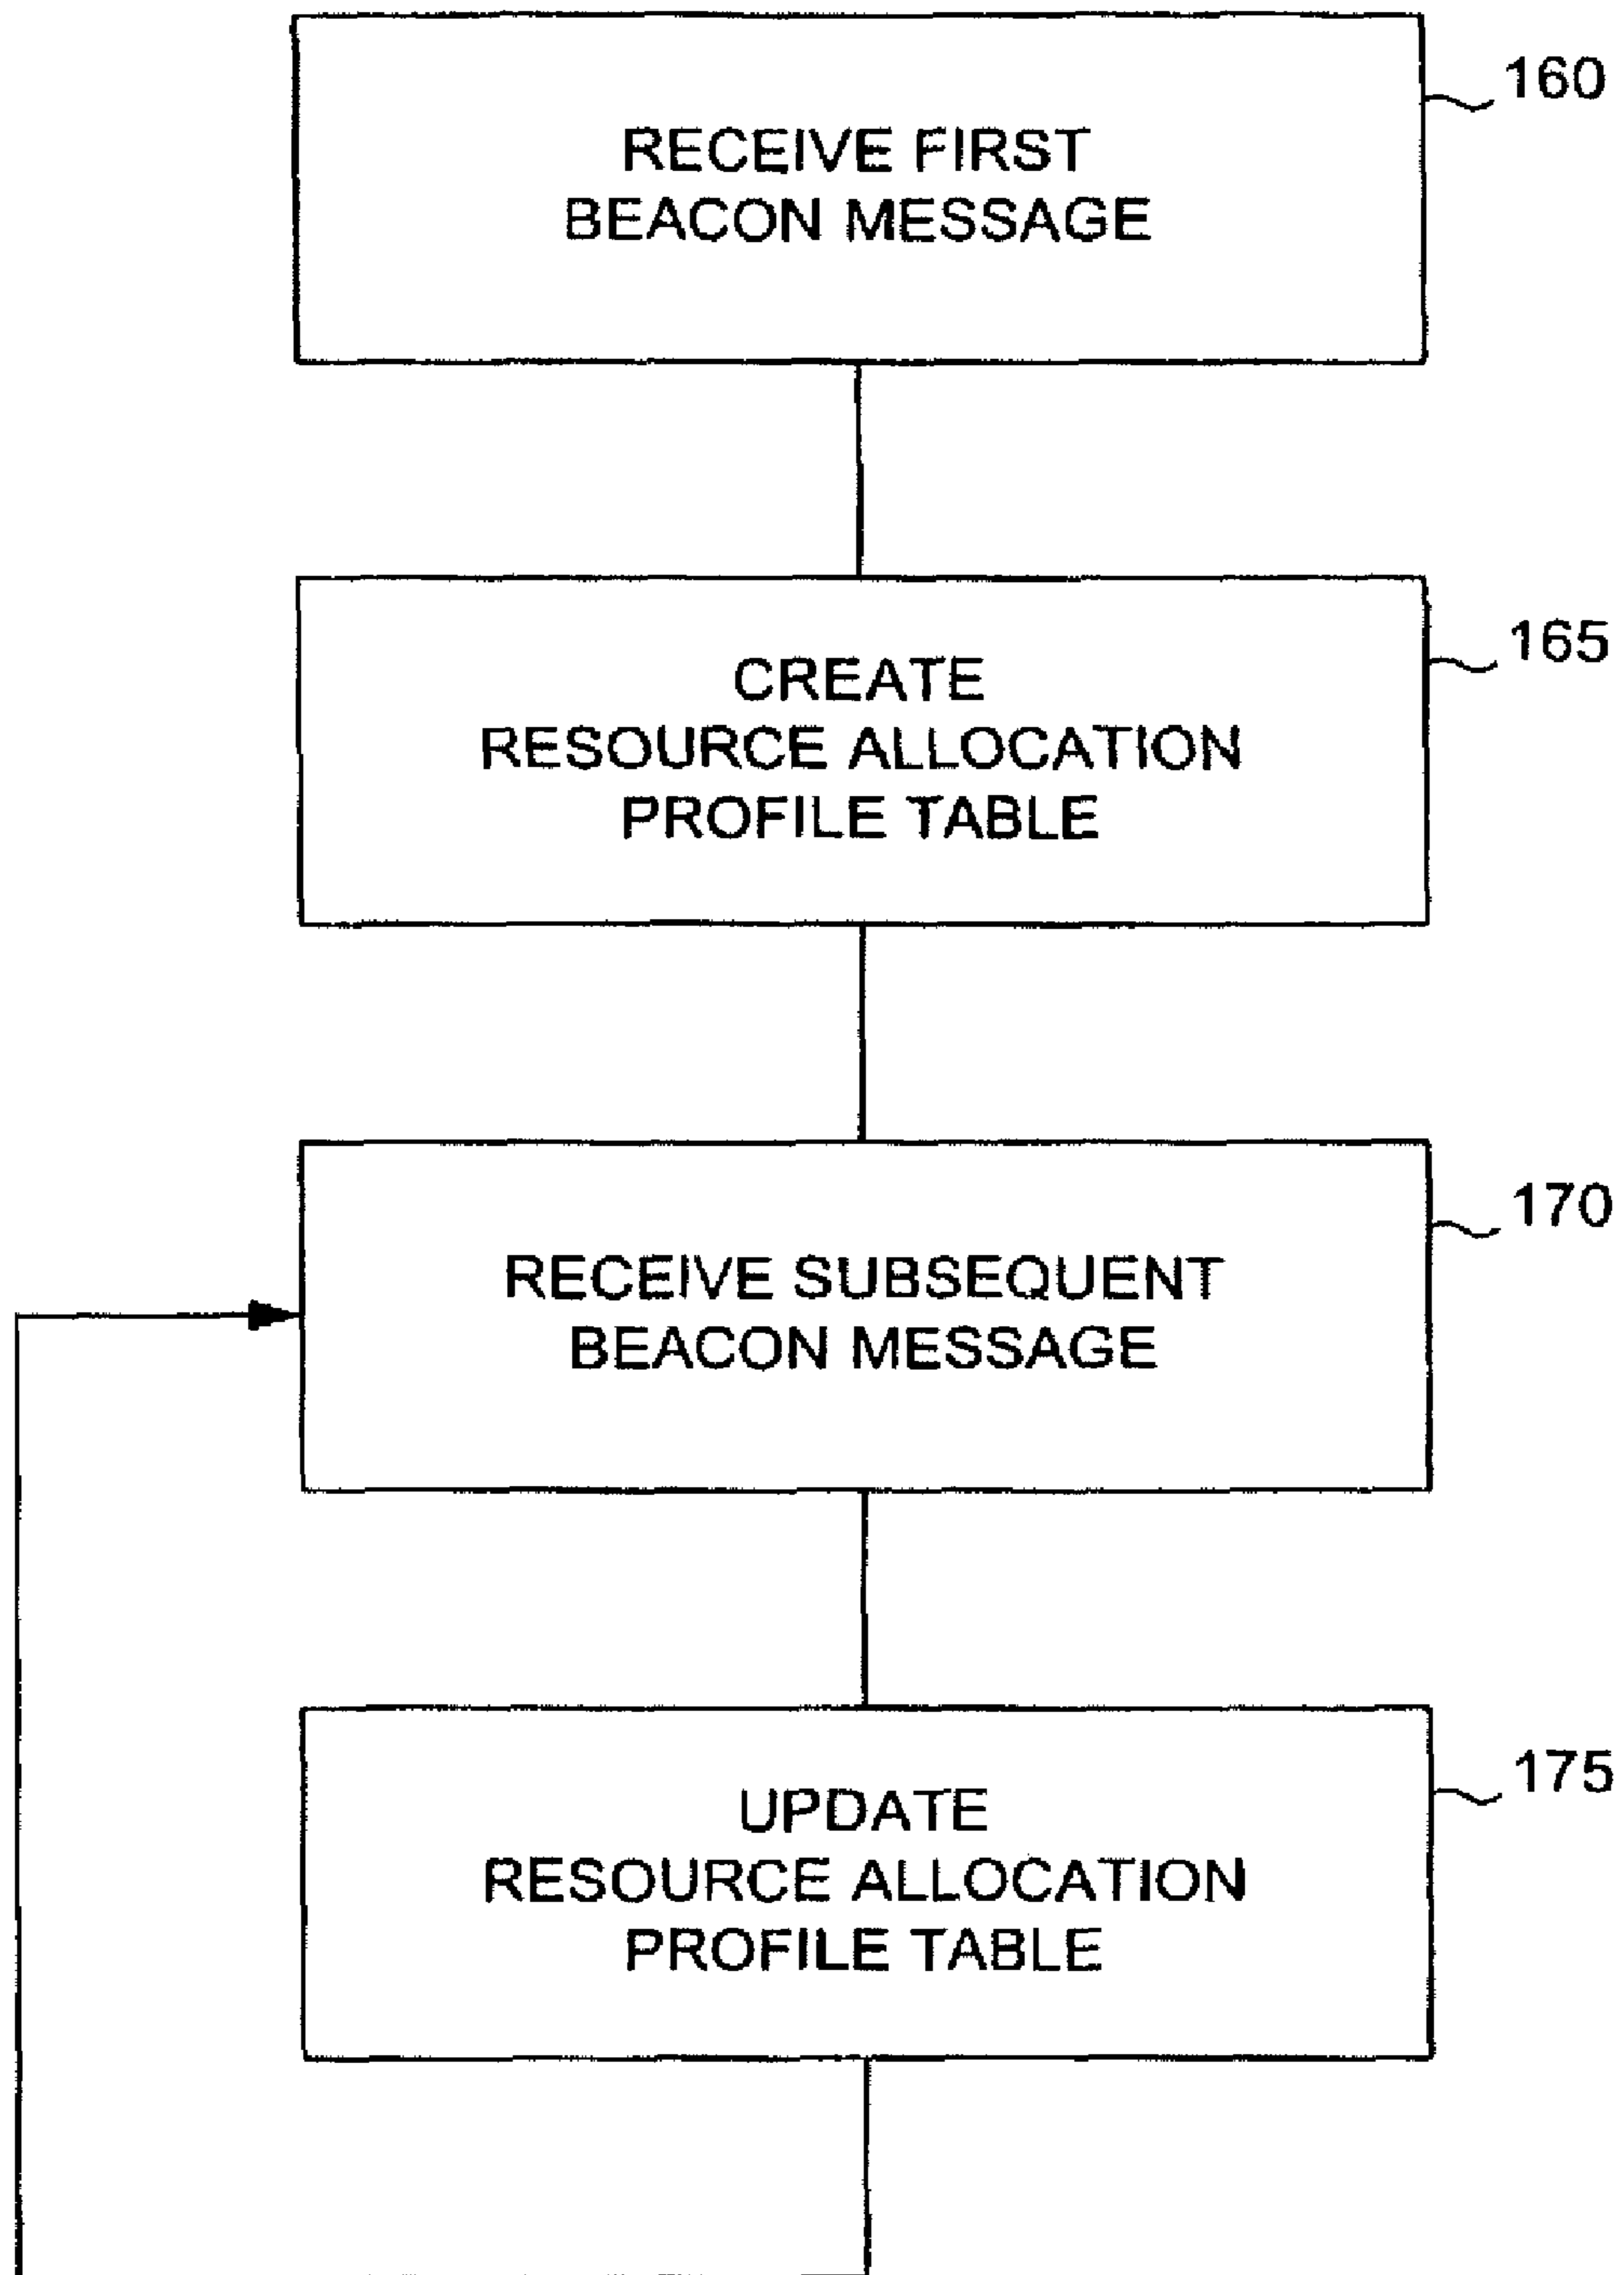 160
RECEIVE FIRST
BEACON MESSAGE
165
CREATE
RESOURCE ALLOCATION
PROFILE TABLE
170
RECEIVE SUBSEQUENT
BEACON MESSAGE
175
UPDATE
RESOURCE ALLOCATION
PROFILE TABLE